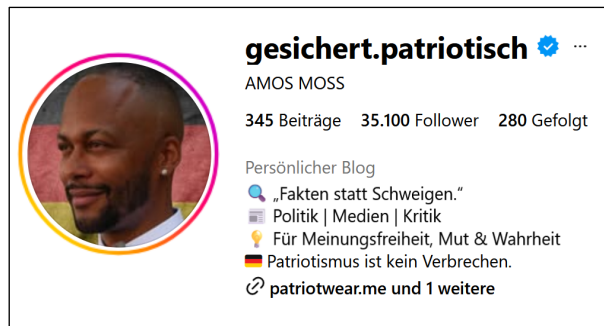 gesichert.patriotisch ...
AMOS MOSS
345 Beiträge 35.100 Follower 280 Gefolgt
Persönlicher Blog
🔍 „Fakten statt Schweigen.“
📰 Politik | Medien | Kritik
💡 Für Meinungsfreiheit, Mut & Wahrheit
🇩🇪 Patriotismus ist kein Verbrechen.
🔗 patriotwear.me und 1 weitere